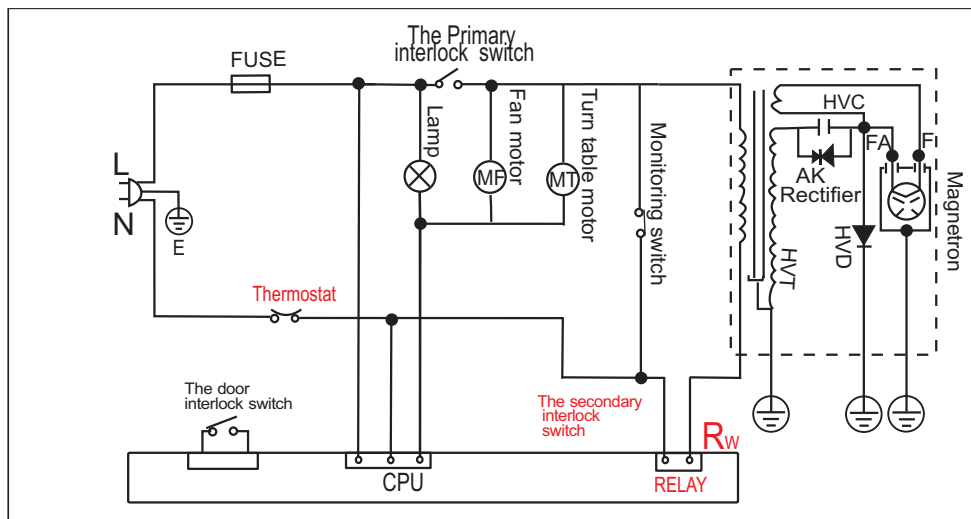 The Primary
interlock switch
FUSE
Lamp
Fan motor
MF
Turn table motor
MT
Monitoring switch
HVC
FA
F
AK
Rectifier
HVT
HVD
Magnetron
L
N
E
Thermostat
The door
interlock switch
The secondary
interlock
switch
RW
CPU
RELAY